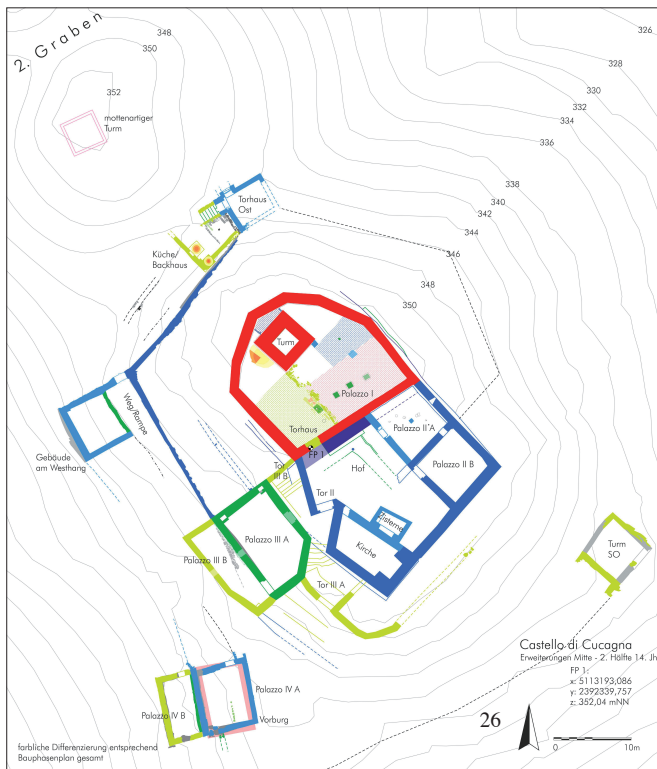 2. Graben
348
350
352
mottenartiger
Turm
326
328
330
332
334
336
338
340
342
344
346
348
350
Torhaus
Ost
Küche/
Backhaus
Turm
Palazzo I
Torhaus
FP 1
Weg/Rampe
Gebäude
am Westhang
Palazzo II A
Palazzo II B
Hof
Tor
III B
Tor II
Zisterne
Kirche
Palazzo III A
Palazzo III B
Tor III A
Turm
SO
Palazzo IV A
Palazzo IV B
Vorburg
Castello di Cucagna
Erweiterungen Mitte - 2. Hälfte 14. Jh
FP 1:
x: 5113193,086
y: 2392339,757
z: 352,04 mNN
26
0
10m
farbliche Differenzierung entsprechend
Bauphasenplan gesamt